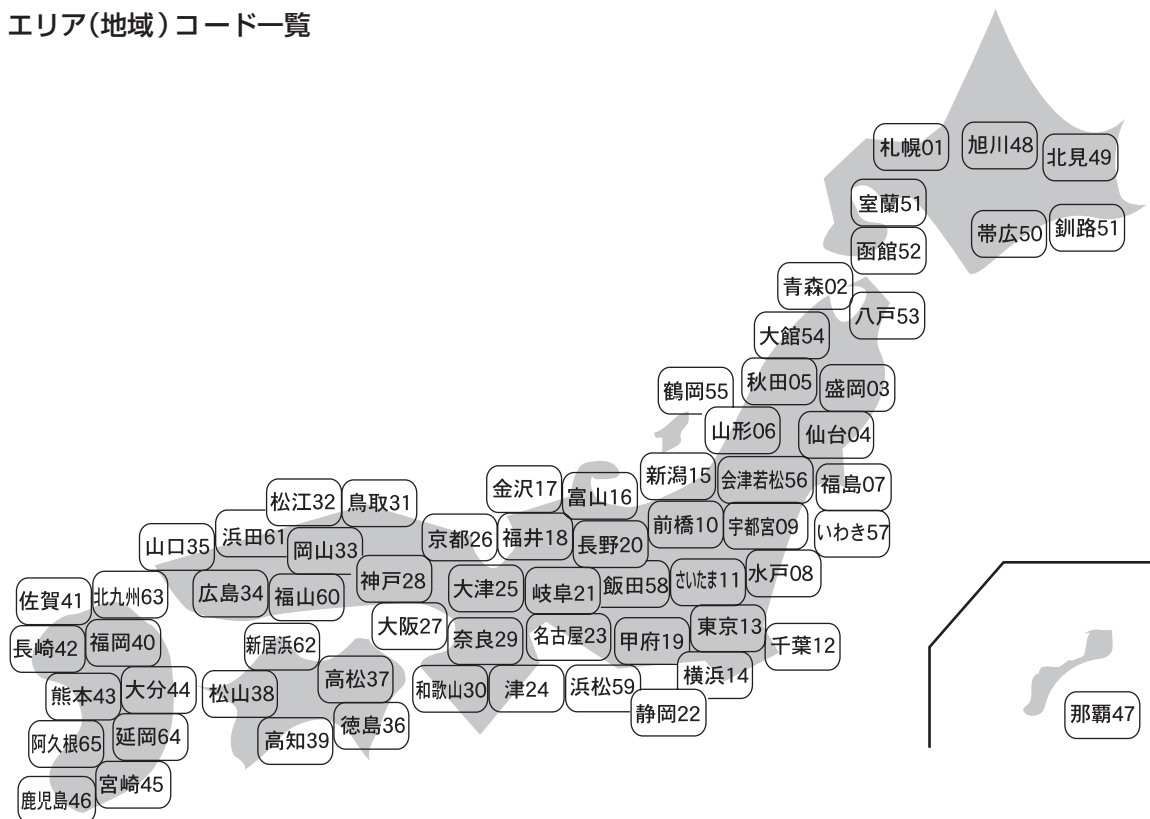 エリア(地域)コード一覧
札幌01
旭川48
北見49
室蘭51
帯広50
釧路51
函館52
青森02
八戸53
大館54
秋田05
盛岡03
鶴岡55
山形06
仙台04
新潟15
会津若松56
福島07
金沢17
富山16
前橋10
宇都宮09
いわき57
松江32
鳥取31
京都26
福井18
長野20
山口35
浜田61
岡山33
神戸28
大津25
岐阜21
飯田58
さいたま11
水戸08
佐賀41
北九州63
広島34
福山60
大阪27
奈良29
名古屋23
甲府19
東京13
千葉12
長崎42
福岡40
新居浜62
高松37
和歌山30
津24
浜松59
横浜14
静岡22
熊本43
大分44
松山38
徳島36
高知39
阿久根65
延岡64
鹿児島46
宮崎45
那覇47